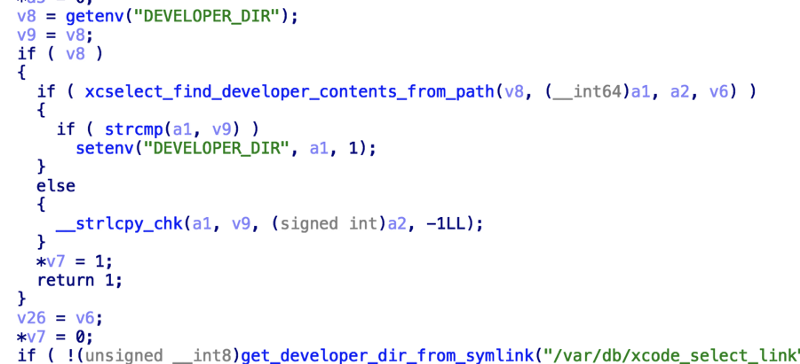 v8 = getenv("DEVELOPER_DIR");
v9 = v8;
if ( v8 )
{
if ( xcselect_find_developer_contents_from_path(v8, (__int64)a1, a2, v6) )
{
if ( strcmp(a1, v9) )
setenv("DEVELOPER_DIR", a1, 1);
}
else
{
__strlcpy_chk(a1, v9, (signed int)a2, -1LL);
}
*v7 = 1;
return 1;
}
v26 = v6;
*v7 = 0;
if ( !(unsigned __int8)get_developer_dir_from_symlink("/var/db/xcode_select_link"